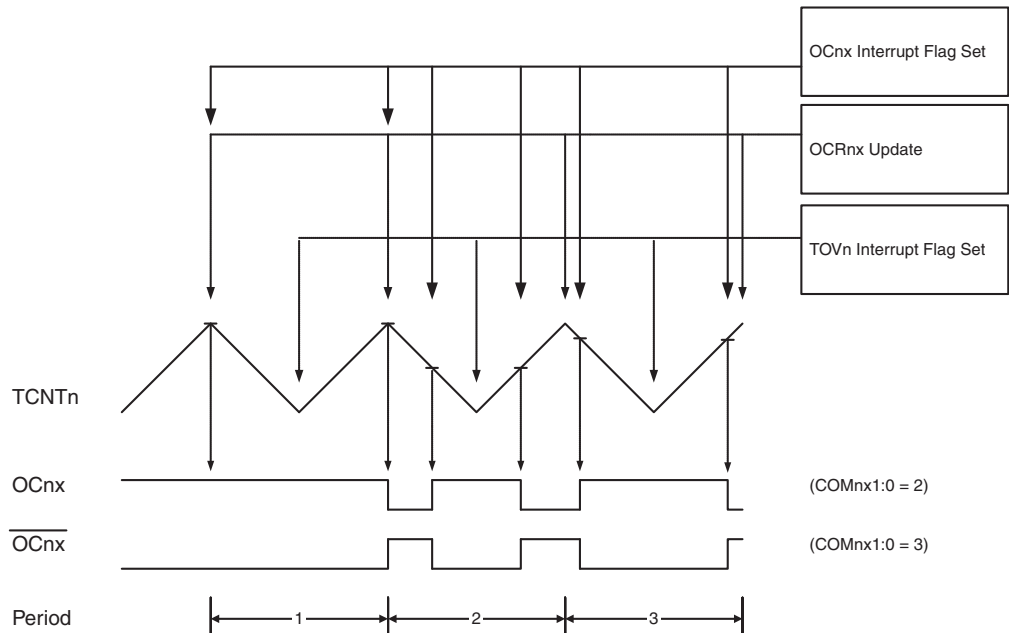 OCnx Interrupt Flag Set
OCRnx Update
TOVn Interrupt Flag Set
TCNTn
OCnx
(COMnx1:0 = 2)
OCnx
(COMnx1:0 = 3)
Period
1
2
3